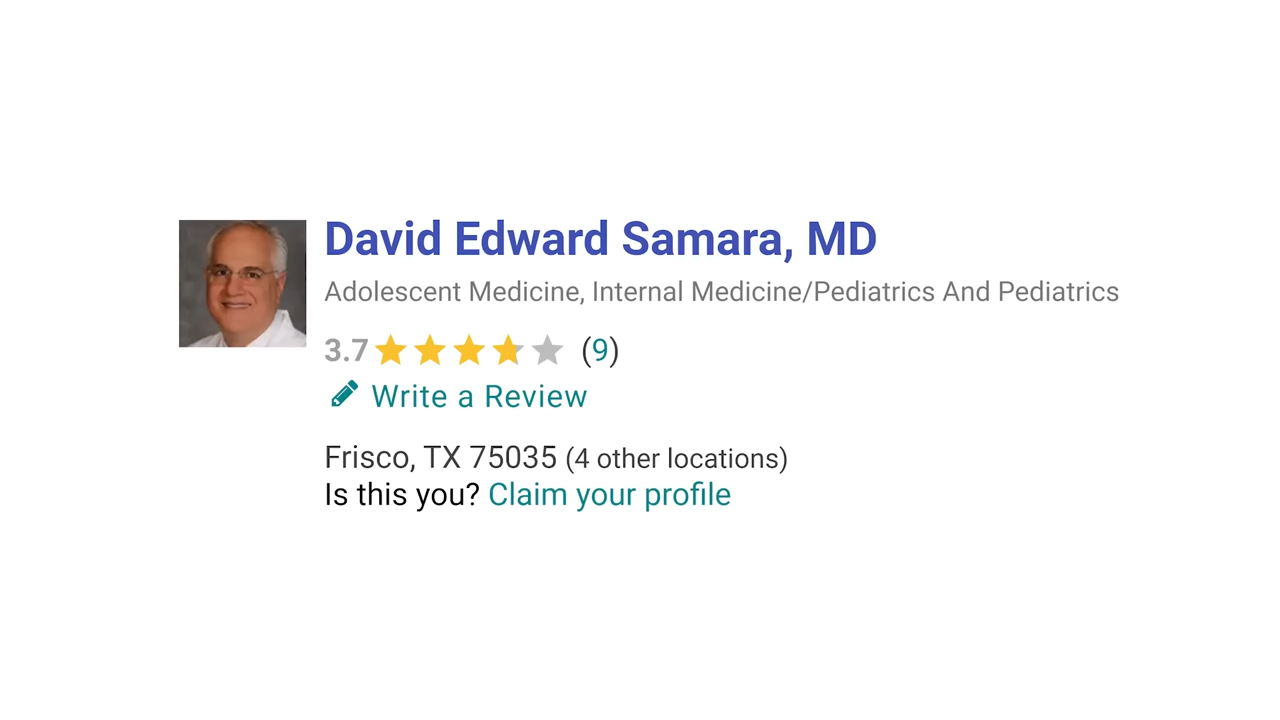 David Edward Samara, MD
Adolescent Medicine, Internal Medicine/Pediatrics And Pediatrics
3.7 (9)
Write a Review
Frisco, TX 75035 (4 other locations)
Is this you? Claim your profile